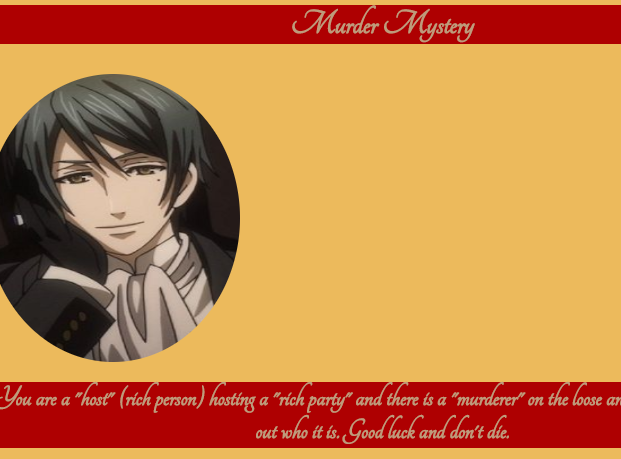 Murder Mystery
You are a "host" (rich person) hosting a "rich party" and there is a "murderer" on the loose
out who it is. Good luck and don't die.